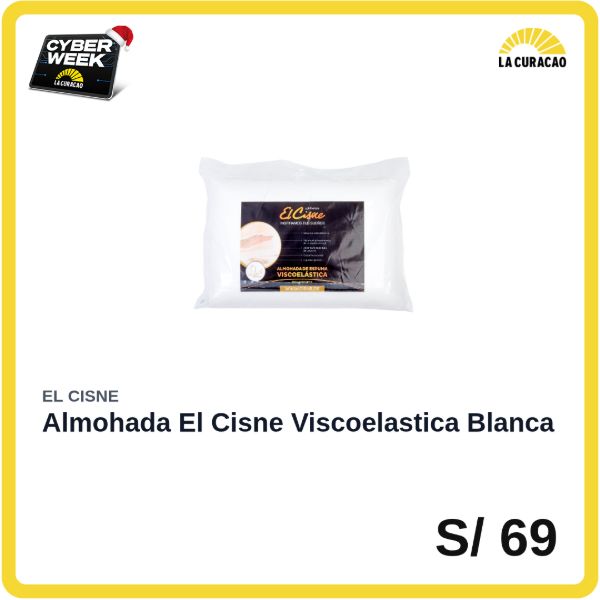 CYBER
WEEK
LA CURACAO
LA CURACAO
El Cisne
ALMOHADA DE ESPUMA
VISCOELÁSTICA
EL CISNE
Almohada El Cisne Viscoelastica Blanca
S/ 69